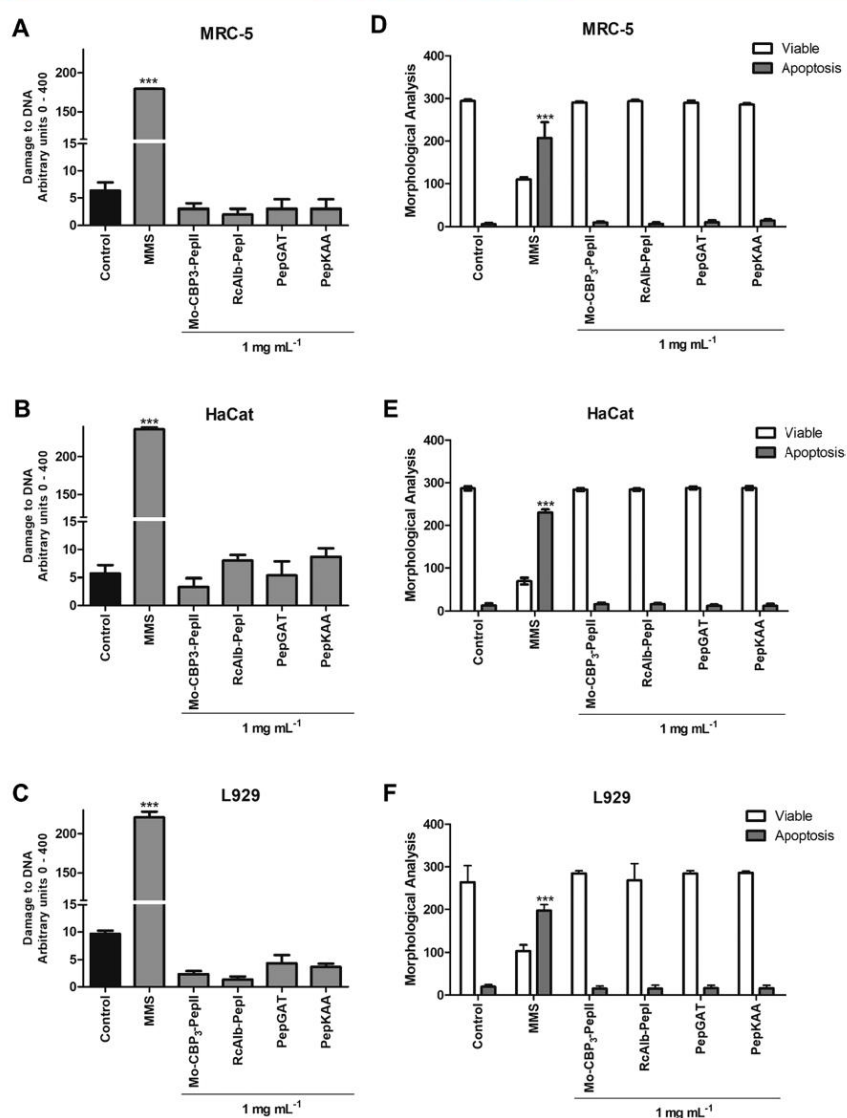 A
MRC-5
Damage to DNA
Arbitrary units 0 - 400
200
150
15
10
5
0
***
Control
MMS
Mo-CBP3-PepII
RcAlb-PepI
PepGAT
PepKAA
1 mg mL⁻¹
D
MRC-5
Viable
Apoptosis
Morphological Analysis
400
300
200
100
0
***
Control
MMS
Mo-CBP₃-PepII
RcAlb-PepI
PepGAT
PepKAA
1 mg mL⁻¹
B
HaCat
Damage to DNA
Arbitrary units 0 - 400
200
150
15
10
5
0
***
Control
MMS
Mo-CBP3-PepII
RcAlb-PepI
PepGAT
PepKAA
1 mg mL⁻¹
E
HaCat
Viable
Apoptosis
Morphological Analysis
400
300
200
100
0
***
Control
MMS
Mo-CBP₃-PepII
RcAlb-PepI
PepGAT
PepKAA
1 mg mL⁻¹
C
L929
Damage to DNA
Arbitrary units 0 - 400
200
150
15
10
5
0
***
Control
MMS
Mo-CBP₃-PepII
RcAlb-PepI
PepGAT
PepKAA
1 mg mL⁻¹
F
L929
Viable
Apoptosis
Morphological Analysis
400
300
200
100
0
***
Control
MMS
Mo-CBP₃-PepII
RcAlb-PepI
PepGAT
PepKAA
1 mg mL⁻¹